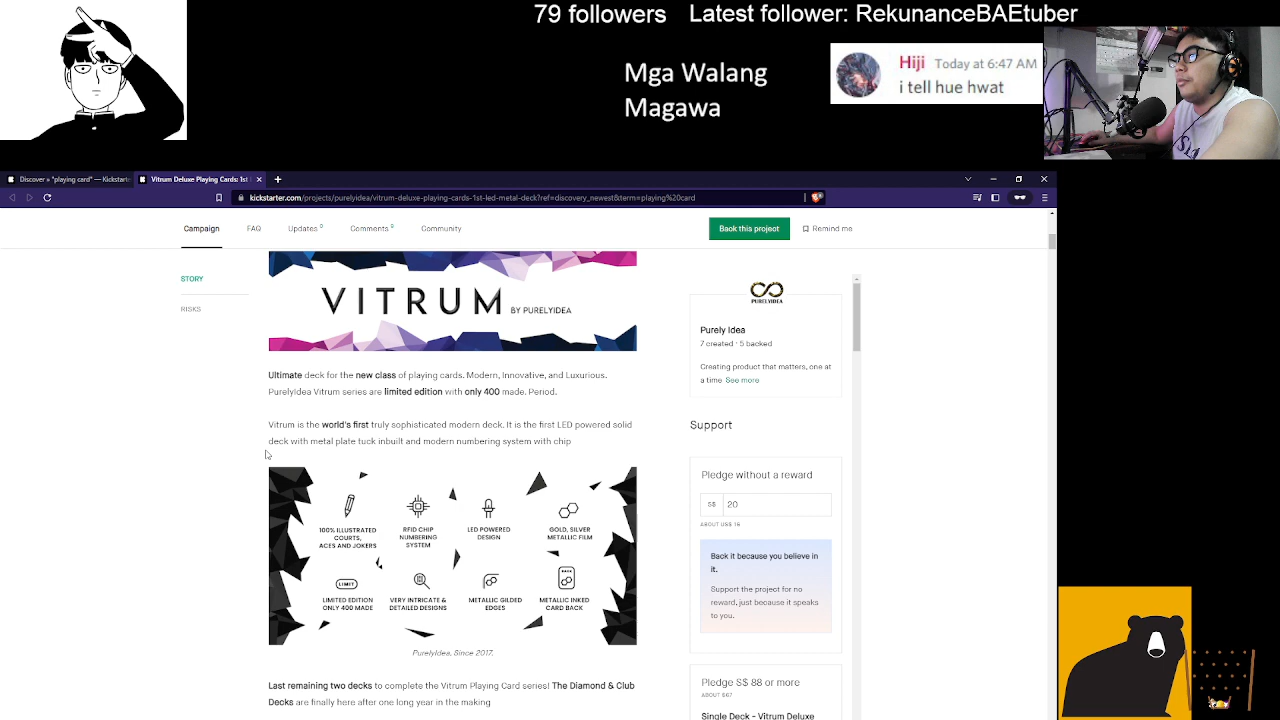 79 followers Latest follower: RekunanceBAEtuber
Mga Walang
Magawa
Hiji Today at 6:47 AM
i tell hue hwat
Discover » "playing card" — Kickstarte
Vitrum Deluxe Playing Cards: 1st
kickstarter.com/projects/purelyidea/vitrum-deluxe-playing-cards-1st-led-metal-deck?ref=discovery_newest&term=playing%20card
Campaign FAQ Updates Comments Community
Back this project
Remind me
STORY
RISKS
VITRUM BY PURELYIDEA
Ultimate deck for the new class of playing cards. Modern, Innovative, and Luxurious.
PurelyIdea Vitrum series are limited edition with only 400 made. Period.
Vitrum is the world's first truly sophisticated modern deck. It is the first LED powered solid
deck with metal plate tuck inbuilt and modern numbering system with chip
100% ILLUSTRATED
COURTS,
ACES AND JOKERS
RFID CHIP
NUMBERING
SYSTEM
LED POWERED
DESIGN
GOLD, SILVER
METALLIC FILM
LIMIT
LIMITED EDITION
ONLY 400 MADE
VERY INTRICATE &
DETAILED DESIGNS
METALLIC GILDED
EDGES
BACK
METALLIC INKED
CARD BACK
PurelyIdea, Since 2017.
Last remaining two decks to complete the Vitrum Playing Card series! The Diamond & Club
Decks are finally here after one long year in the making
PURELYIDEA
Purely Idea
7 created · 5 backed
Creating product that matters, one at
a time See more
Support
Pledge without a reward
S$ 20
Back it because you believe in
it.
Support the project for no
reward, just because it speaks
to you.
Pledge S$ 88 or more
ABOUT $67
Single Deck - Vitrum Deluxe